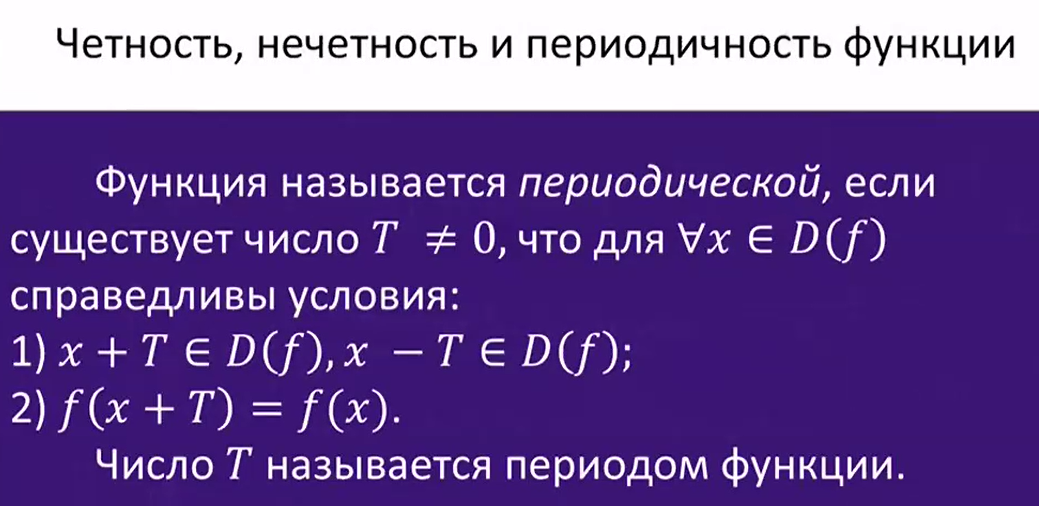 Четность, нечетность и периодичность функции
Функция называется периодической, если
существует число T ≠ 0, что для ∀x ∈ D(f)
справедливы условия:
1) x + T ∈ D(f), x − T ∈ D(f);
2) f(x + T) = f(x).
Число T называется периодом функции.